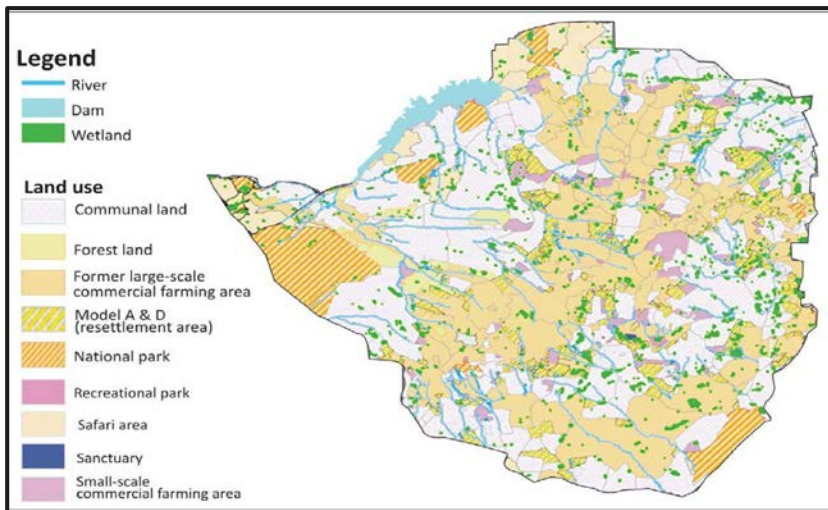 Legend
River
Dam
Wetland
Land use
Communal land
Forest land
Former large-scale
commercial farming area
Model A & D
(resettlement area)
National park
Recreational park
Safari area
Sanctuary
Small-scale
commercial farming area